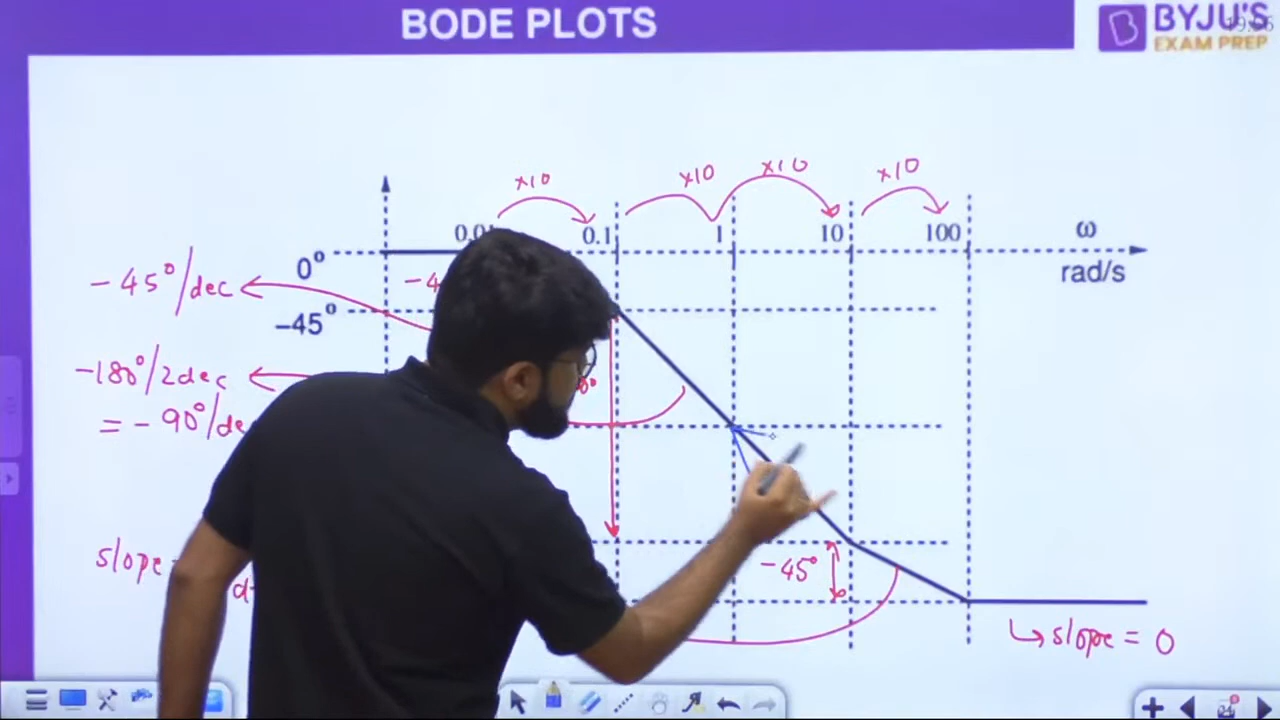 BODE PLOTS
BYJU'S
EXAM PREP
×10
×10
×10
×10
0.1
1
10
100
ω
rad/s
0°
-45°/dec
-45°
-180°/2dec
= -90°/de
slope
-45°
slope = 0